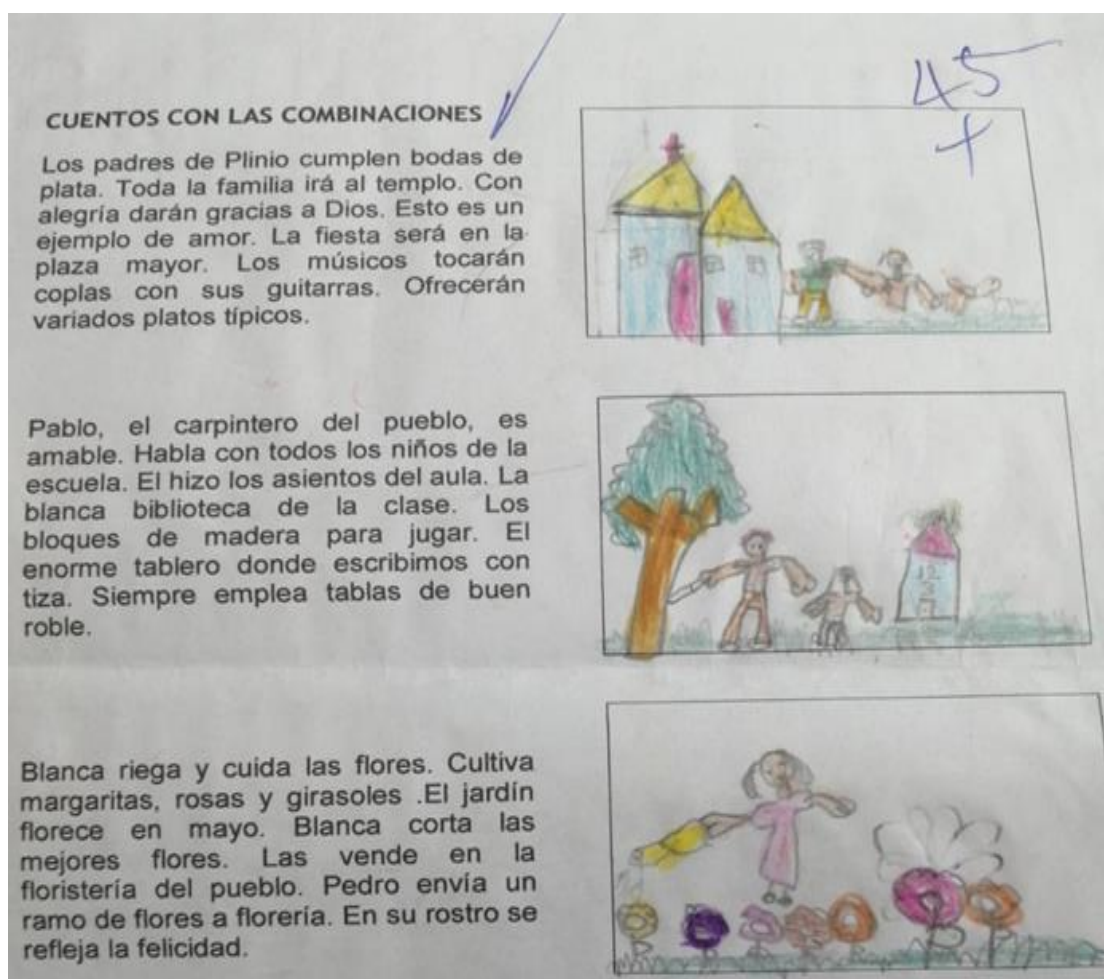 45
+
CUENTOS CON LAS COMBINACIONES
Los padres de Plinio cumplen bodas de
plata. Toda la familia irá al templo. Con
alegría darán gracias a Dios. Esto es un
ejemplo de amor. La fiesta será en la
plaza mayor. Los músicos tocarán
coplas con sus guitarras. Ofrecerán
variados platos típicos.
Pablo, el carpintero del pueblo, es
amable. Habla con todos los niños de la
escuela. El hizo los asientos del aula. La
blanca biblioteca de la clase. Los
bloques de madera para jugar. El
enorme tablero donde escribimos con
tiza. Siempre emplea tablas de buen
roble.
Blanca riega y cuida las flores. Cultiva
margaritas, rosas y girasoles .El jardín
florece en mayo. Blanca corta las
mejores flores. Las vende en la
floristería del pueblo. Pedro envía un
ramo de flores a florería. En su rostro se
refleja la felicidad.